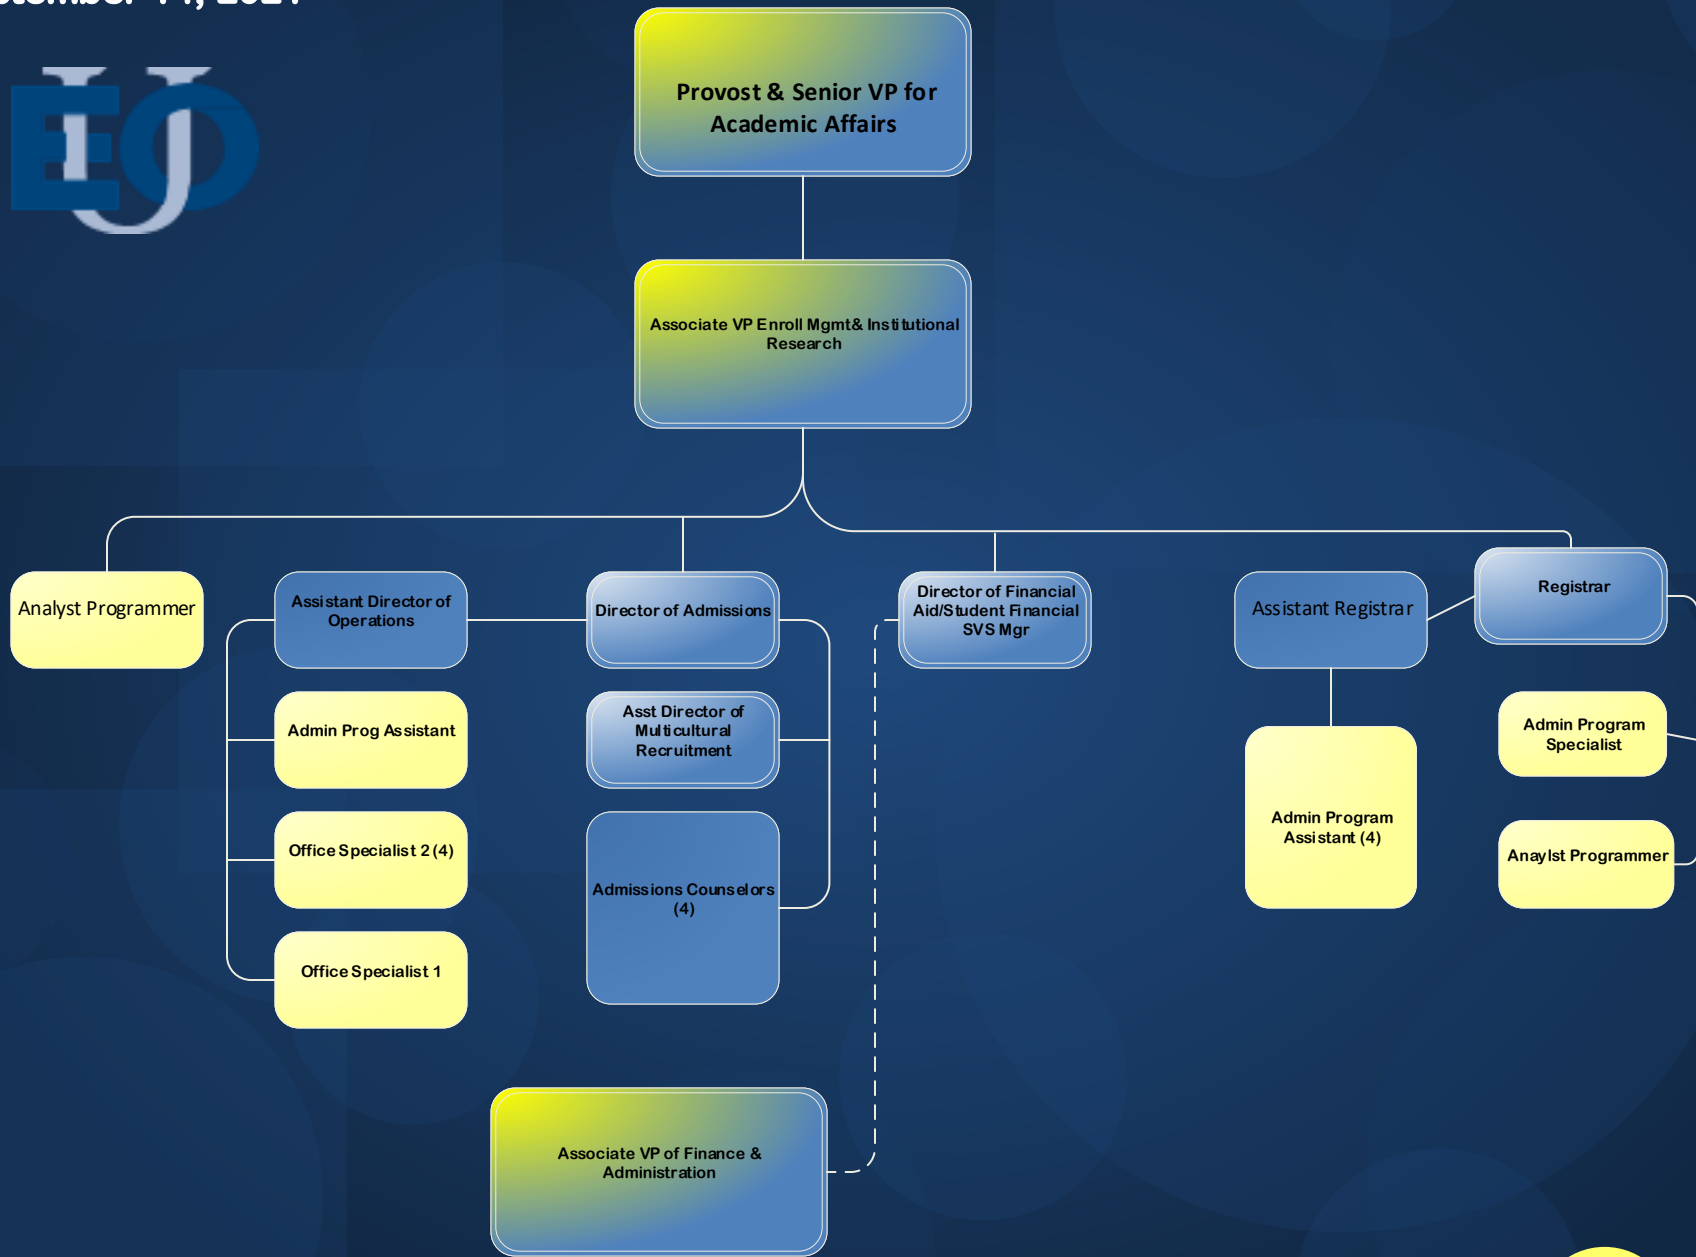 EOU
Provost & Senior VP for
Academic Affairs
Associate VP Enroll Mgmt& Institutional
Research
Analyst Programmer
Assistant Director of
Operations
Director of Admissions
Director of Financial
Aid/Student Financial
SVS Mgr
Assistant Registrar
Registrar
Admin Prog Assistant
Asst Director of
Multicultural
Recruitment
Admin Program
Specialist
Office Specialist 2 (4)
Admissions Counselors
(4)
Admin Program
Assistant (4)
Anaylst Programmer
Office Specialist 1
Associate VP of Finance &
Administration